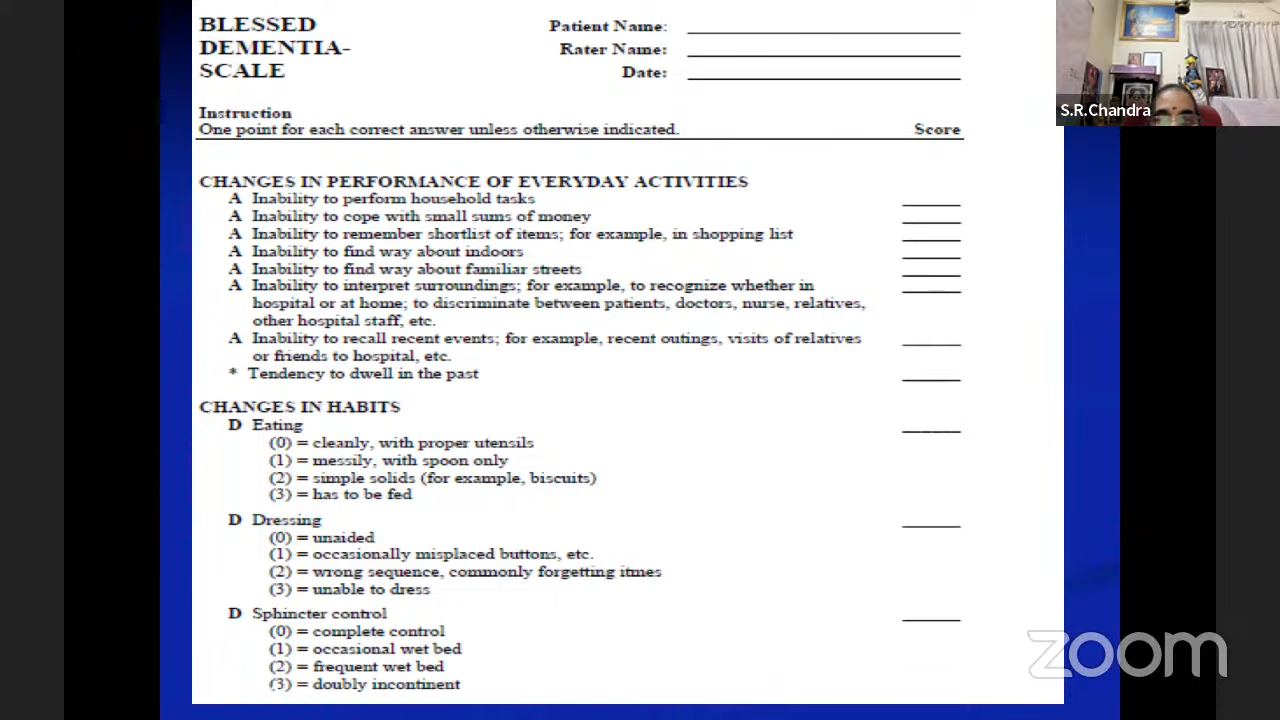 BLESSED
DEMENTIA-
SCALE
Patient Name:
Rater Name:
Date:
S.R.Chandra
Instruction
One point for each correct answer unless otherwise indicated. Score
CHANGES IN PERFORMANCE OF EVERYDAY ACTIVITIES
A Inability to perform household tasks
A Inability to cope with small sums of money
A Inability to remember shortlist of items; for example, in shopping list
A Inability to find way about indoors
A Inability to find way about familiar streets
A Inability to interpret surroundings; for example, to recognize whether in
hospital or at home; to discriminate between patients, doctors, nurse, relatives,
other hospital staff, etc.
A Inability to recall recent events; for example, recent outings, visits of relatives
or friends to hospital, etc.
* Tendency to dwell in the past
CHANGES IN HABITS
D Eating
(0) = cleanly, with proper utensils
(1) = messily, with spoon only
(2) = simple solids (for example, biscuits)
(3) = has to be fed
D Dressing
(0) = unaided
(1) = occasionally misplaced buttons, etc.
(2) = wrong sequence, commonly forgetting itmes
(3) = unable to dress
D Sphincter control
(0) = complete control
(1) = occasional wet bed
(2) = frequent wet bed
(3) = doubly incontinent
zoom